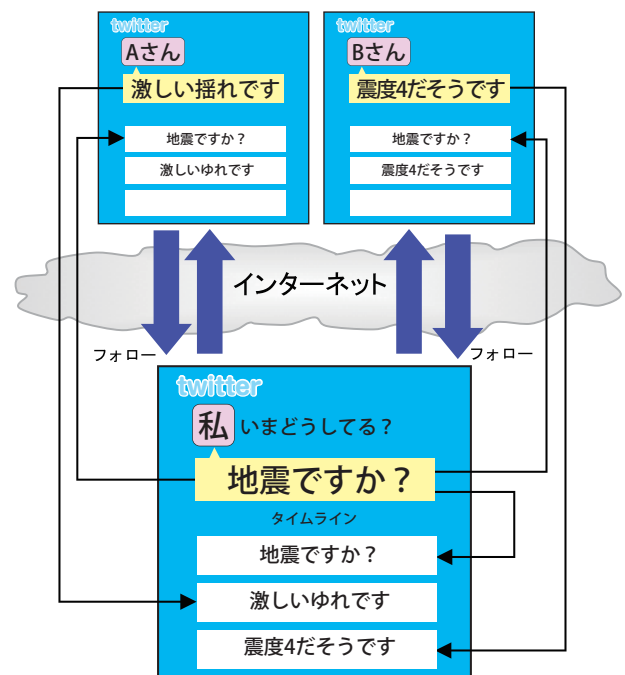 twitter
Aさん
激しい揺れです
地震ですか？
激しいゆれです
twitter
Bさん
震度4だそうです
地震ですか？
震度4だそうです
インターネット
フォロー
フォロー
twitter
私 いまどうしてる？
地震ですか？
タイムライン
地震ですか？
激しいゆれです
震度4だそうです